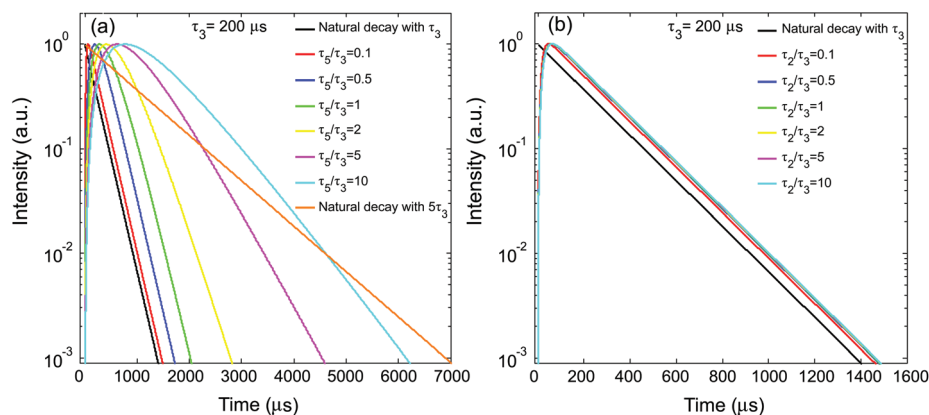 (a)
τ3= 200 μs
Natural decay with τ3
τ5/τ3=0.1
τ5/τ3=0.5
τ5/τ3=1
τ5/τ3=2
τ5/τ3=5
τ5/τ3=10
Natural decay with 5τ3
10^0
10^-1
10^-2
10^-3
Intensity (a.u.)
0 1000 2000 3000 4000 5000 6000 7000
Time (μs)
(b)
τ3= 200 μs
Natural decay with τ3
τ2/τ3=0.1
τ2/τ3=0.5
τ2/τ3=1
τ2/τ3=2
τ2/τ3=5
τ2/τ3=10
10^0
10^-1
10^-2
10^-3
Intensity (a.u.)
0 200 400 600 800 1000 1200 1400 1600
Time (μs)